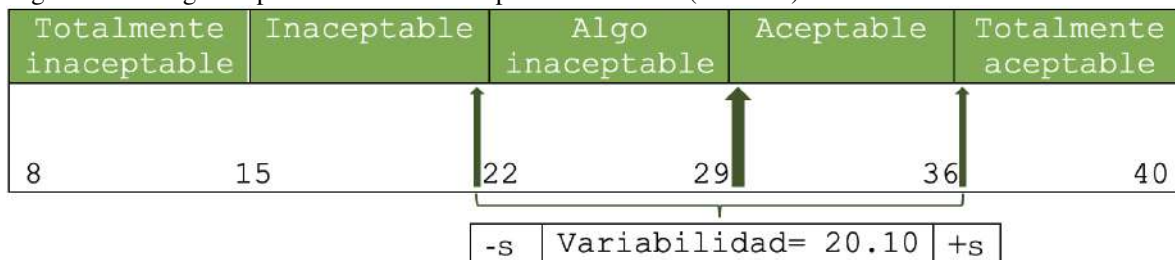 Totalmente inaceptable
Inaceptable
Algo inaceptable
Aceptable
Totalmente aceptable
8 15 22 29 36 40
-s Variabilidad= 20.10 +s